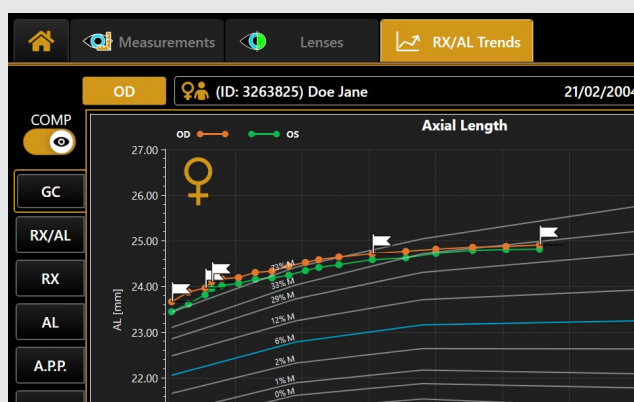 Measurements
Lenses
RX/AL Trends
OD
(ID: 3263825) Doe Jane
21/02/2004
COMP
Axial Length
OD
OS
GC
RX/AL
RX
AL
A.P.P.
AL [mm]
27.00
26.00
25.00
24.00
23.00
22.00
73% M
33% M
29% M
12% M
6% M
2% M
1% M
0% M